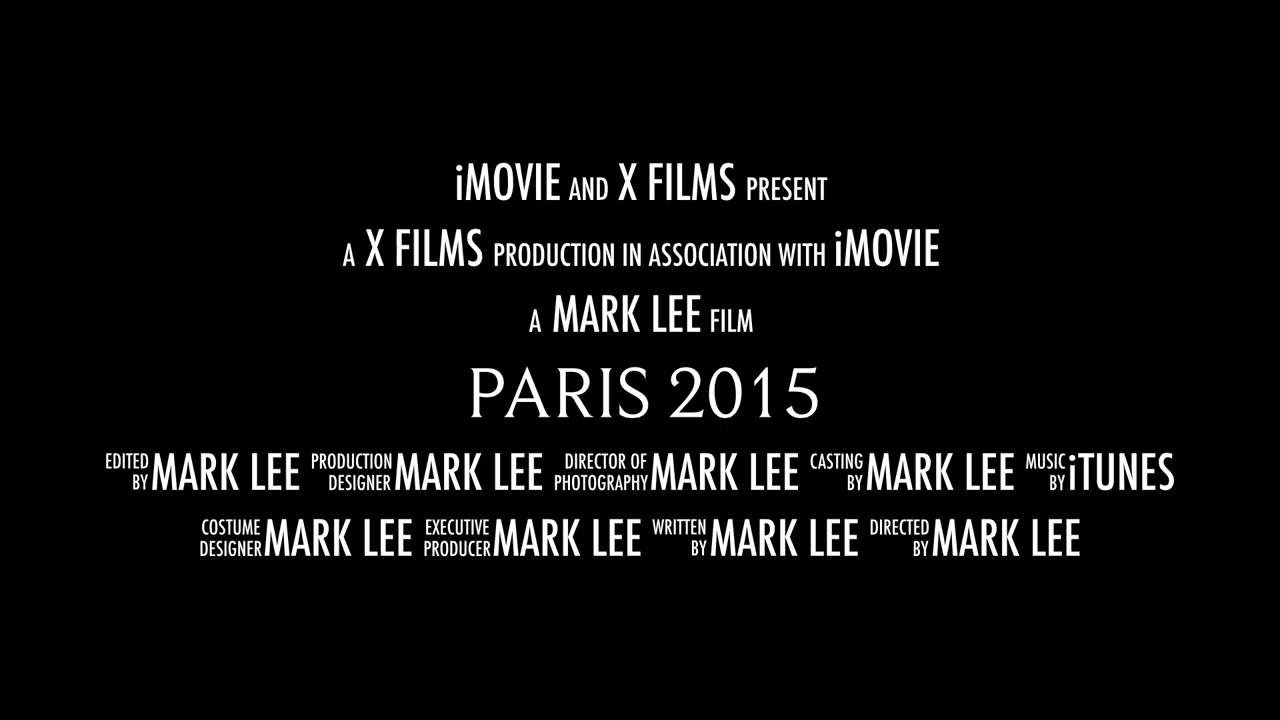 iMOVIE AND X FILMS PRESENT
A X FILMS PRODUCTION IN ASSOCIATION WITH iMOVIE
A MARK LEE FILM
PARIS 2015
EDITED BY MARK LEE PRODUCTION DESIGNER MARK LEE DIRECTOR OF PHOTOGRAPHY MARK LEE CASTING BY MARK LEE MUSIC BY iTUNES
COSTUME DESIGNER MARK LEE EXECUTIVE PRODUCER MARK LEE WRITTEN BY MARK LEE DIRECTED BY MARK LEE